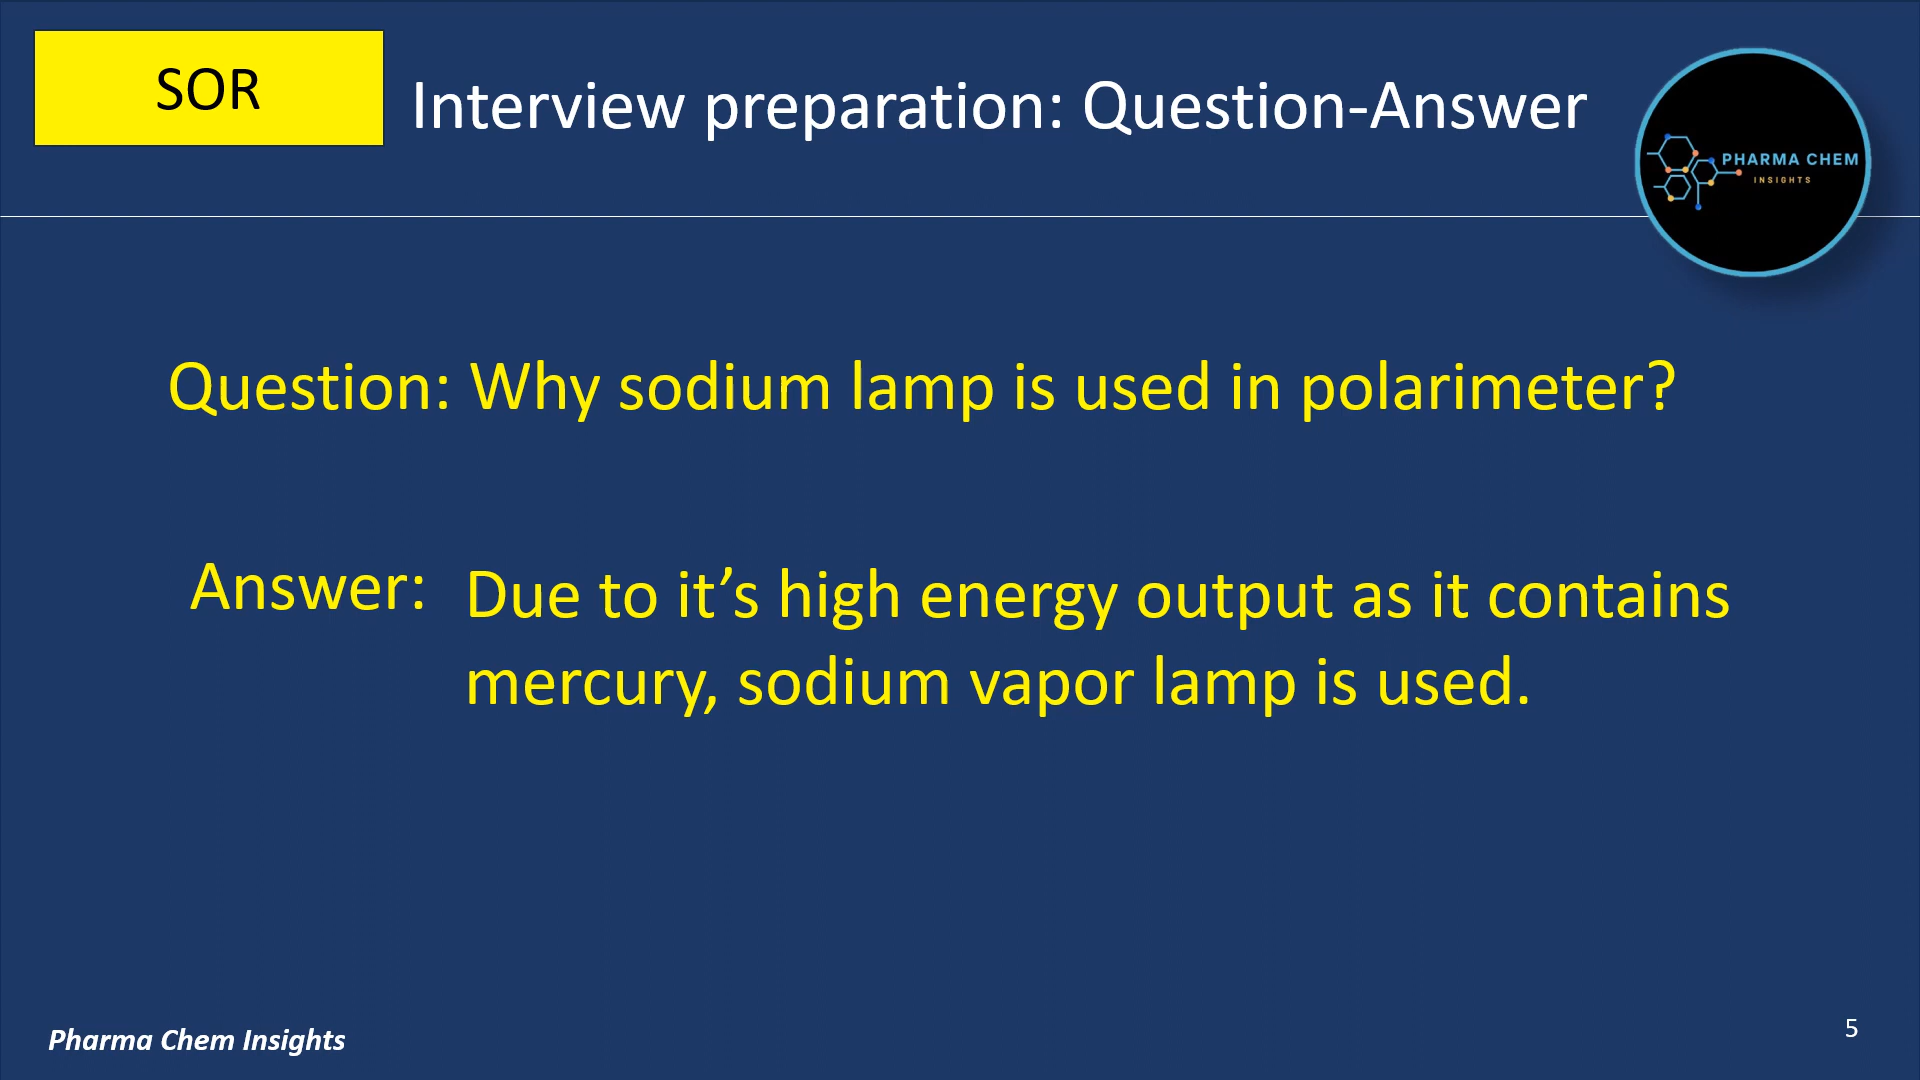 SOR
Interview preparation: Question-Answer
PHARMA CHEM
INSIGHTS
Question: Why sodium lamp is used in polarimeter?
Answer: Due to it’s high energy output as it contains
mercury, sodium vapor lamp is used.
Pharma Chem Insights
5